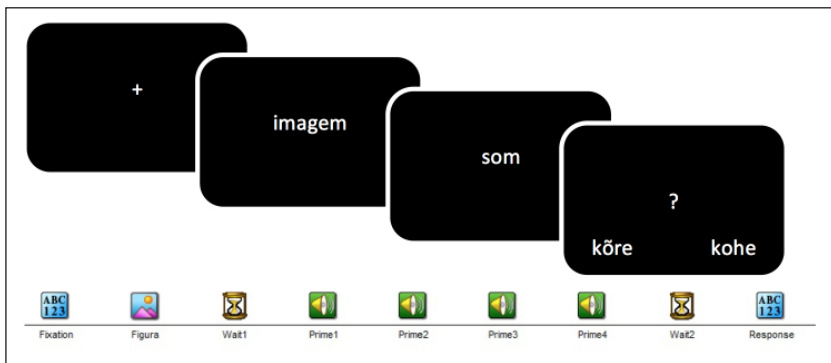 +
imagem
som
?
kõre kohe
ABC 123 ABC 123
Fixation Figura Wait1 Prime1 Prime2 Prime3 Prime4 Wait2 Response